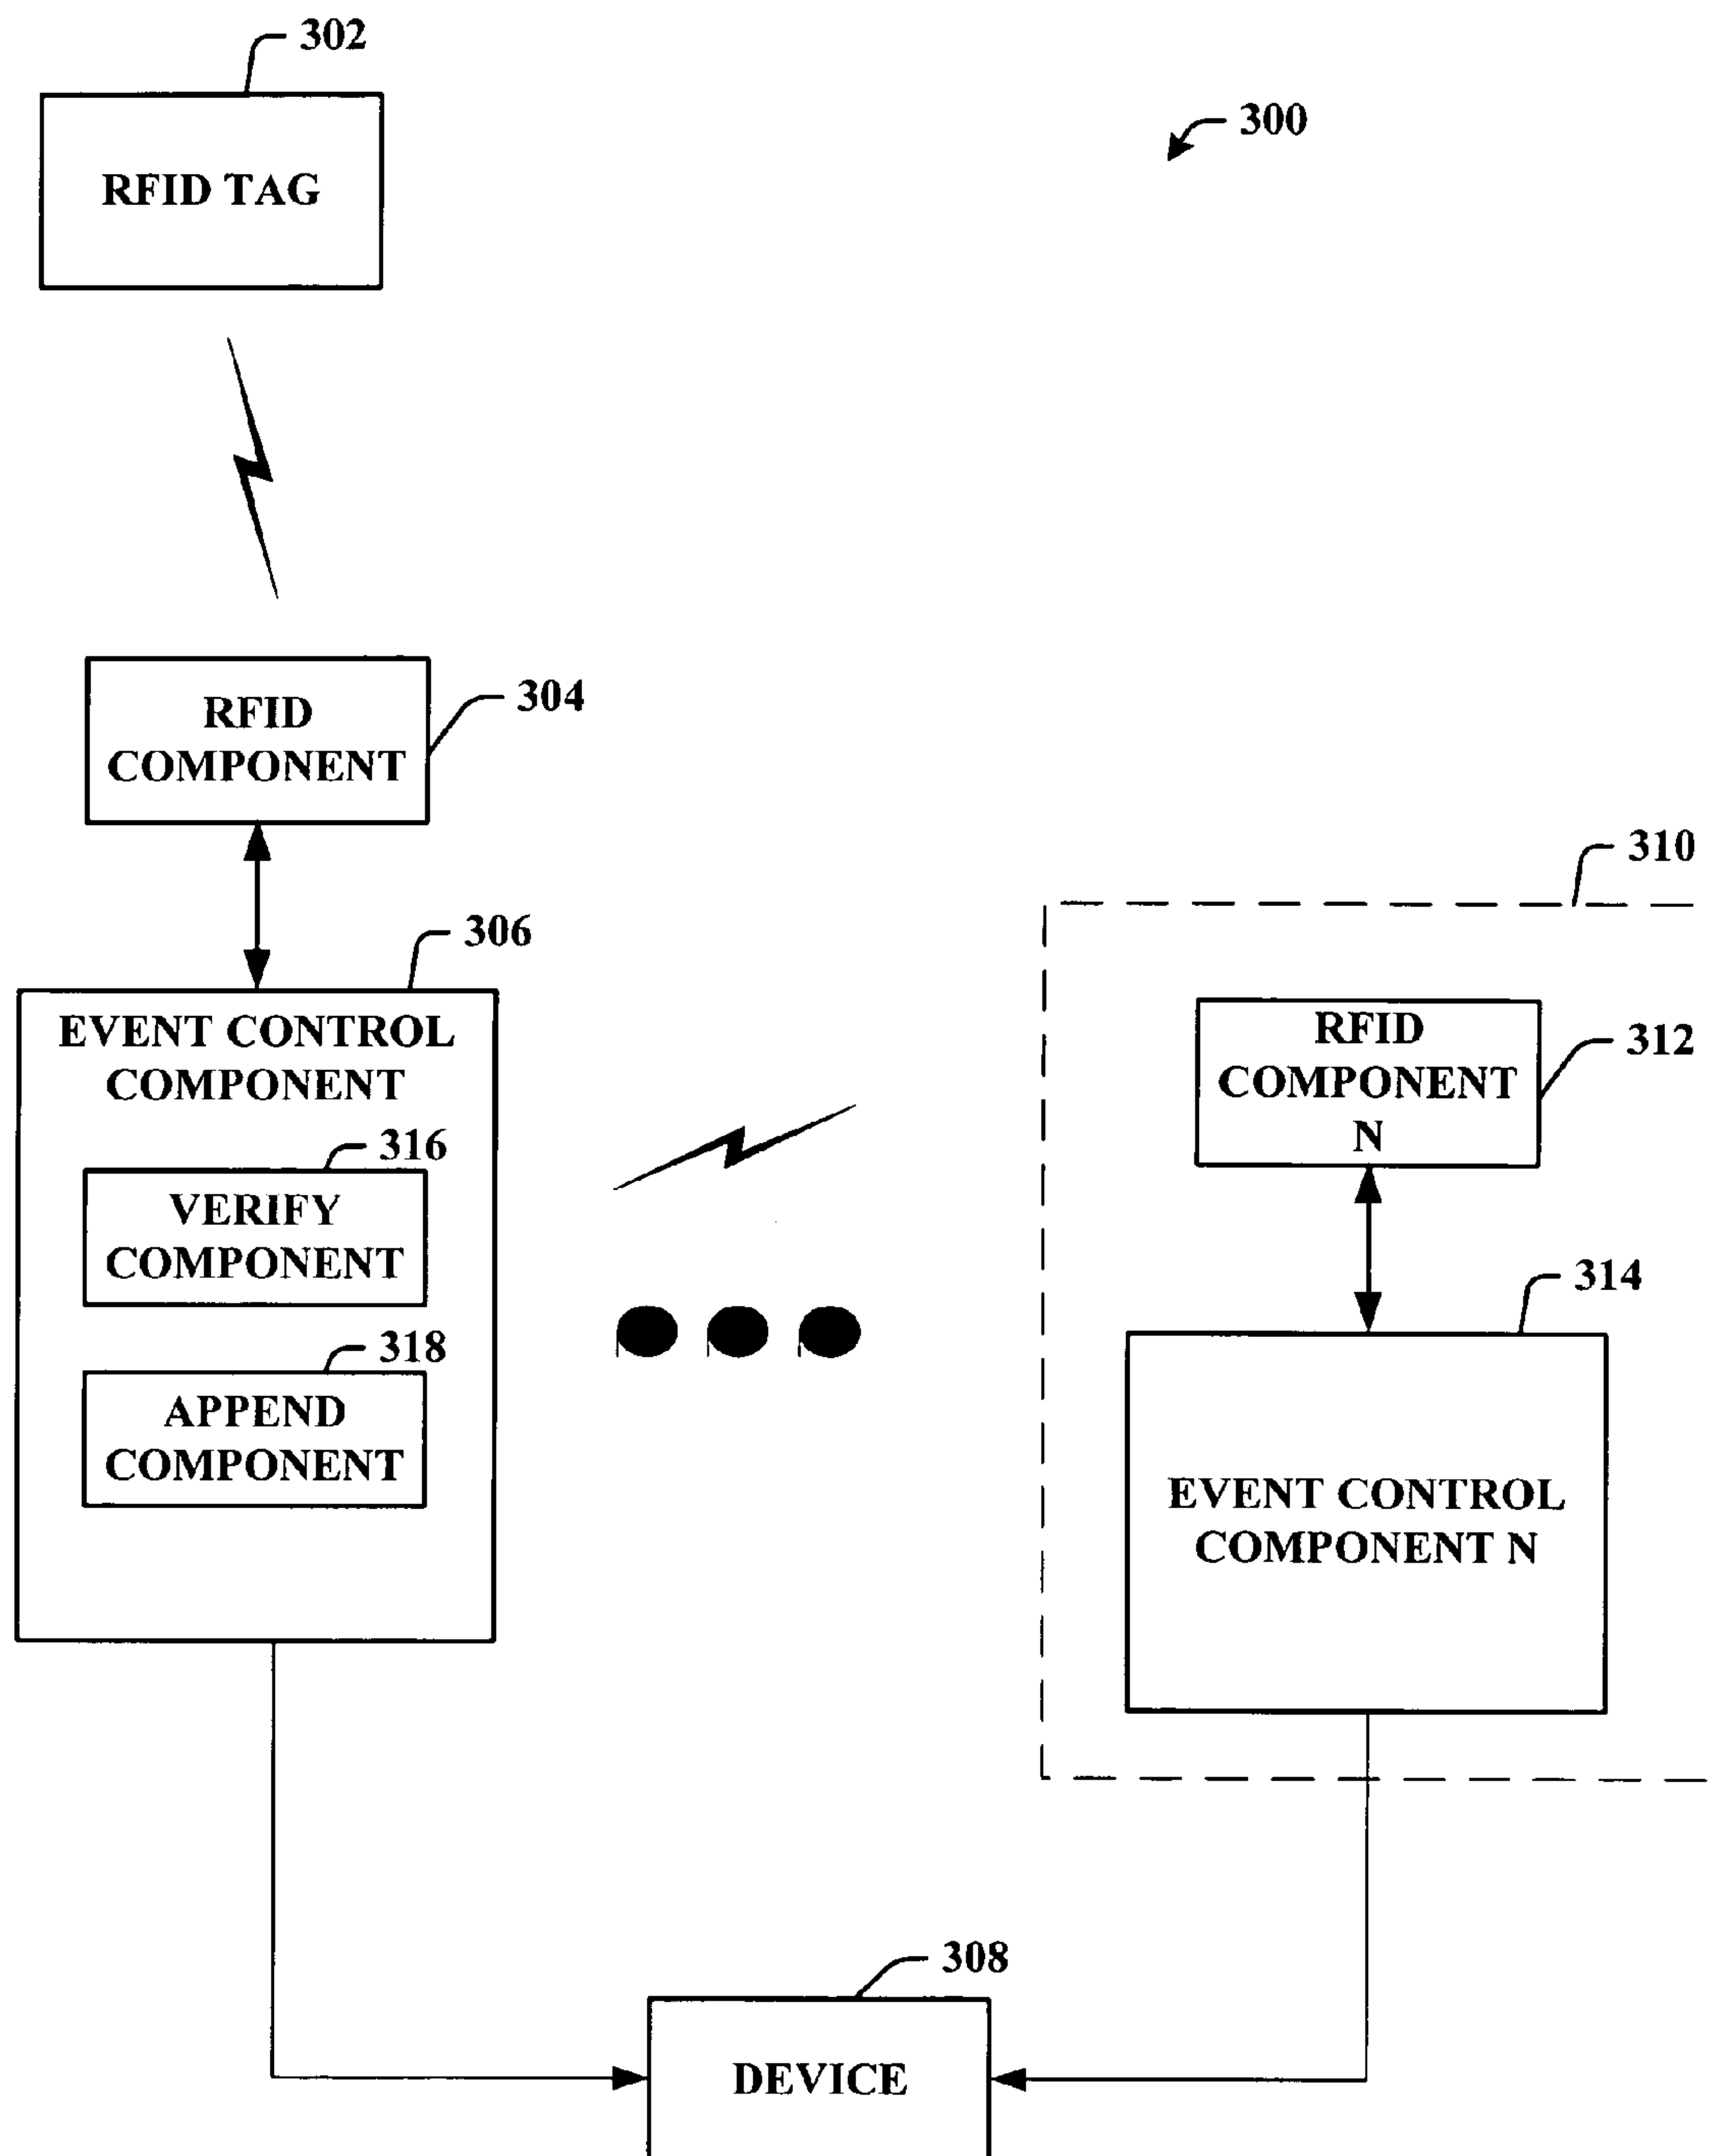 302
300
RFID TAG
RFID
COMPONENT
304
310
306
EVENT CONTROL
COMPONENT
RFID
COMPONENT
N
312
316
VERIFY
COMPONENT
314
318
APPEND
COMPONENT
EVENT CONTROL
COMPONENT N
308
DEVICE